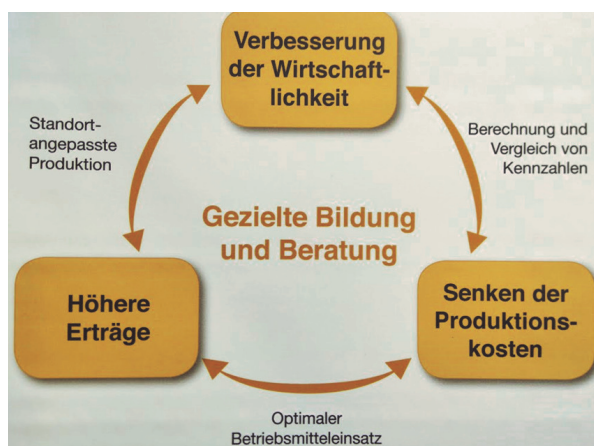 Verbesserung
der Wirtschaft-
lichkeit
Standort-
angepasste
Produktion
Berechnung und
Vergleich von
Kennzahlen
Gezielte Bildung
und Beratung
Höhere
Erträge
Senken der
Produktions-
kosten
Optimaler
Betriebsmitteleinsatz